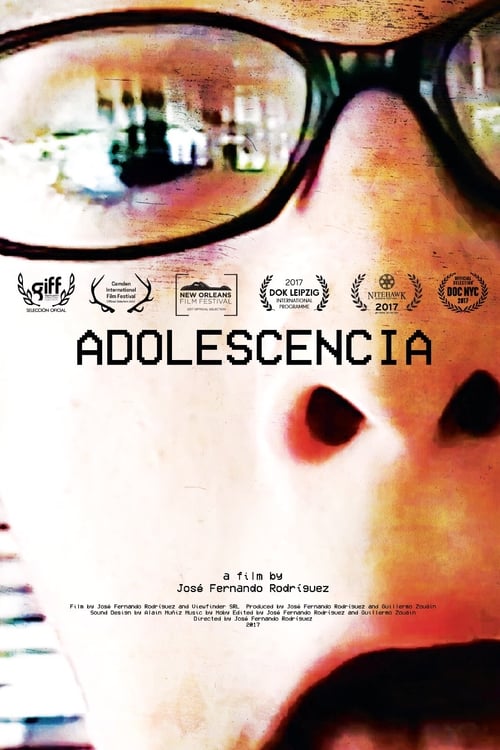 giff
SELECCIÓN OFICIAL
Camden
International
Film Festival
Official Selection 2017
NEW ORLEANS
FILM FESTIVAL
2017 OFFICIAL SELECTION
2017
DOK LEIPZIG
INTERNATIONAL
PROGRAMME
NITEHAWK
2017
OFFICIAL
SELECTION
DOC NYC
2017
ADOLESCENCIA
a film by
José Fernando Rodríguez
Film by José Fernando Rodríguez and Viewfinder SRL Produced by José Fernando Rodríguez and Guillermo Zouain
Sound Design by Alain Muñiz Music by Moby Edited by José Fernando Rodríguez and Guillermo Zouain
Directed by José Fernando Rodríguez
2017